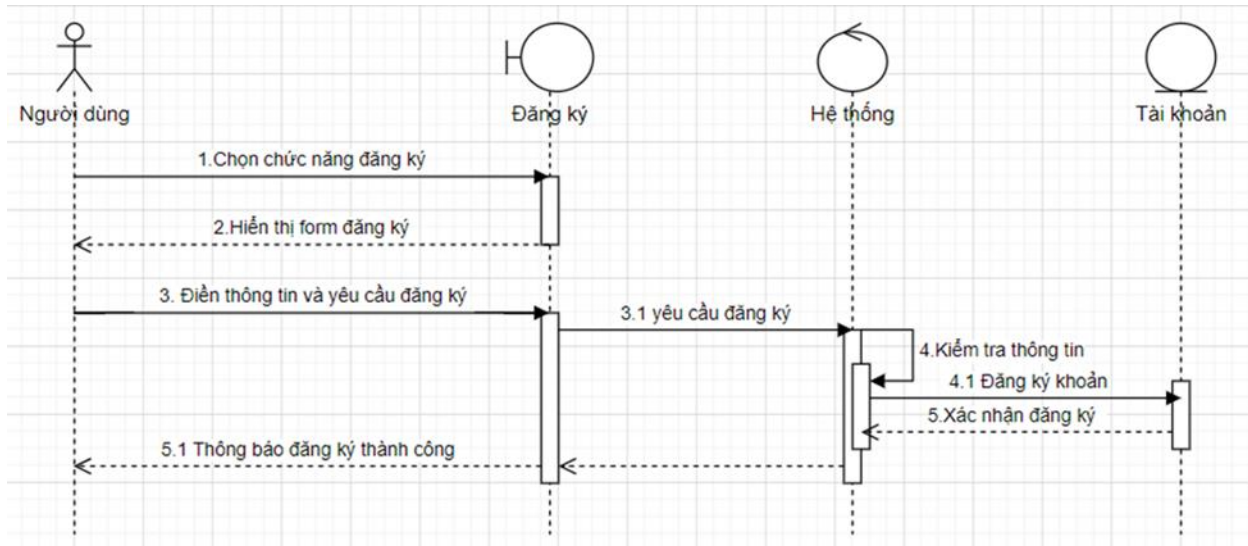 Người dùng
Đăng ký
Hệ thống
Tài khoản
1.Chọn chức năng đăng ký
2.Hiển thị form đăng ký
3. Điền thông tin và yêu cầu đăng ký
3.1 yêu cầu đăng ký
4.Kiểm tra thông tin
4.1 Đăng ký khoản
5.Xác nhận đăng ký
5.1 Thông báo đăng ký thành công